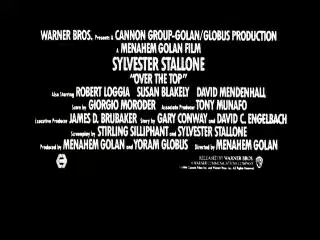 WARNER BROS. Presents A CANNON GROUP-GOLAN/GLOBUS PRODUCTION
A MENAHEM GOLAN FILM
SYLVESTER STALLONE
"OVER THE TOP"
Also Starring ROBERT LOGGIA SUSAN BLAKELY DAVID MENDENHALL
Score by GIORGIO MORODER Associate Producer TONY MUNAFO
Executive Producer JAMES D. BRUBAKER Story by GARY CONWAY and DAVID C. ENGELBACH
Screenplay by STIRLING SILLIPHANT and SYLVESTER STALLONE
Produced by MENAHEM GOLAN and YORAM GLOBUS Directed by MENAHEM GOLAN
RELEASED BY WARNER BROS.
A WARNER COMMUNICATIONS COMPANY